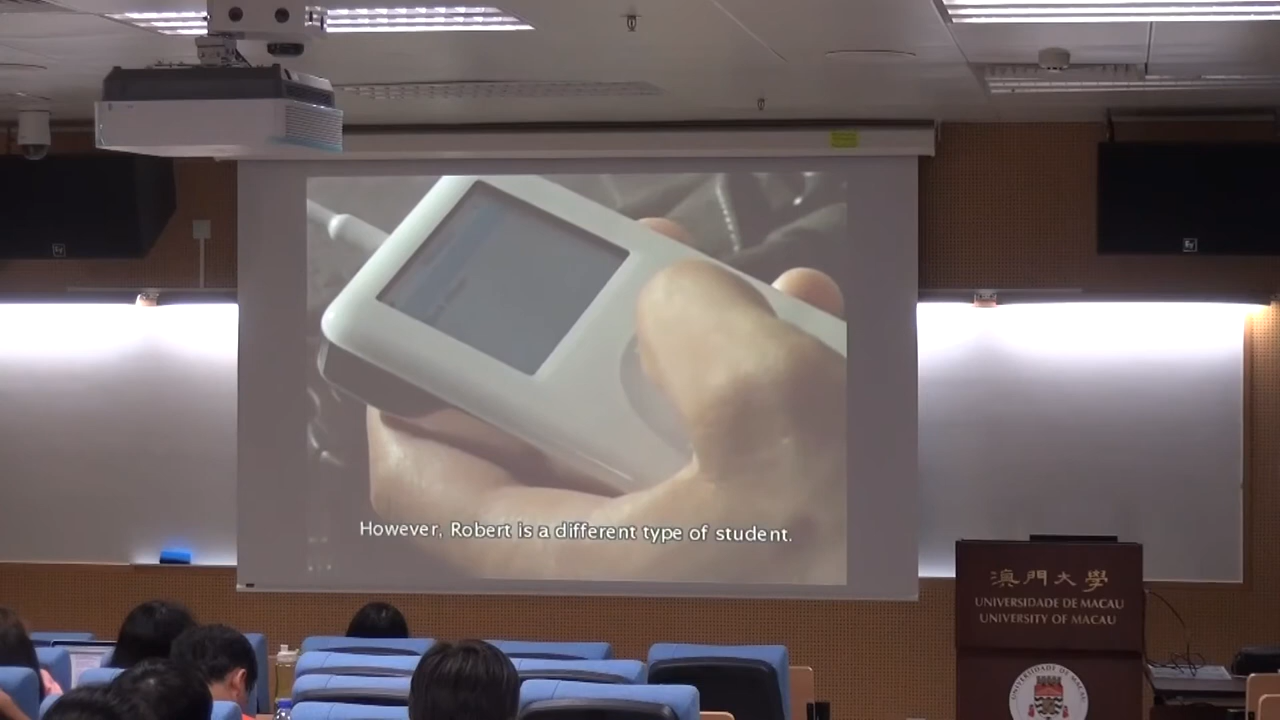 However, Robert is a different type of student.
澳門大學
UNIVERSIDADE DE MACAU
UNIVERSITY OF MACAU